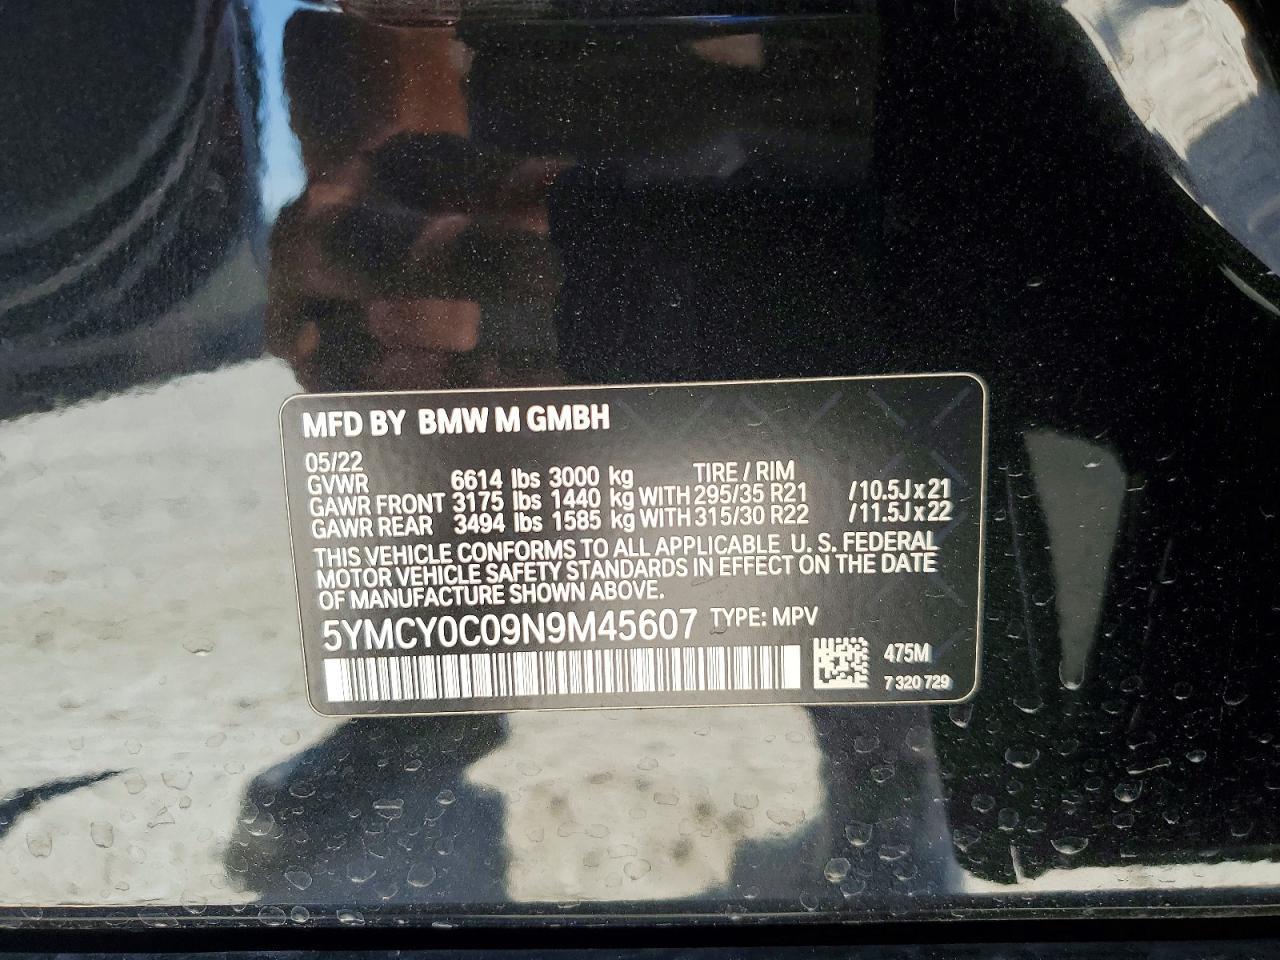 MFD BY BMW M GMBH
05/22
TIRE / RIM
GVWR 6614 lbs 3000 kg
GAWR FRONT 3175 lbs 1440 kg WITH 295/35 R21 /10.5J x 21
GAWR REAR 3494 lbs 1585 kg WITH 315/30 R22 /11.5J x 22
THIS VEHICLE CONFORMS TO ALL APPLICABLE U. S. FEDERAL
MOTOR VEHICLE SAFETY STANDARDS IN EFFECT ON THE DATE
OF MANUFACTURE SHOWN ABOVE.
5YMCY0C09N9M45607 TYPE: MPV
475M
7 320 729